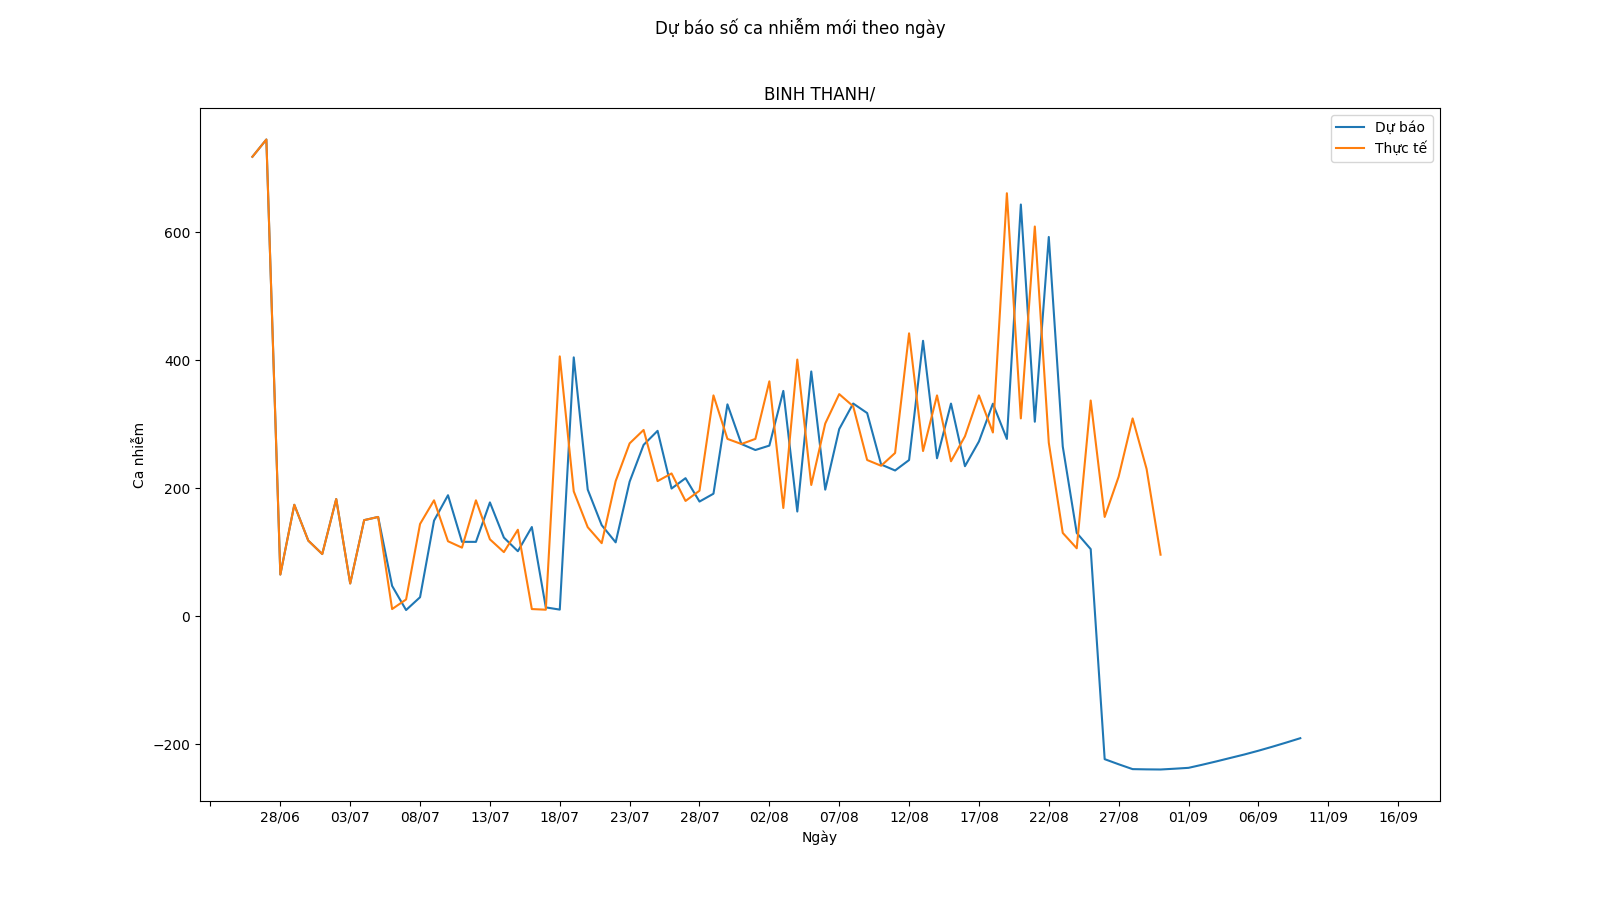 Dự báo số ca nhiễm mới theo ngày
BINH THANH/
Dự báo
Thực tế
Ca nhiễm
600
400
200
0
−200
28/06 03/07 08/07 13/07 18/07 23/07 28/07 02/08 07/08 12/08 17/08 22/08 27/08 01/09 06/09 11/09 16/09
Ngày